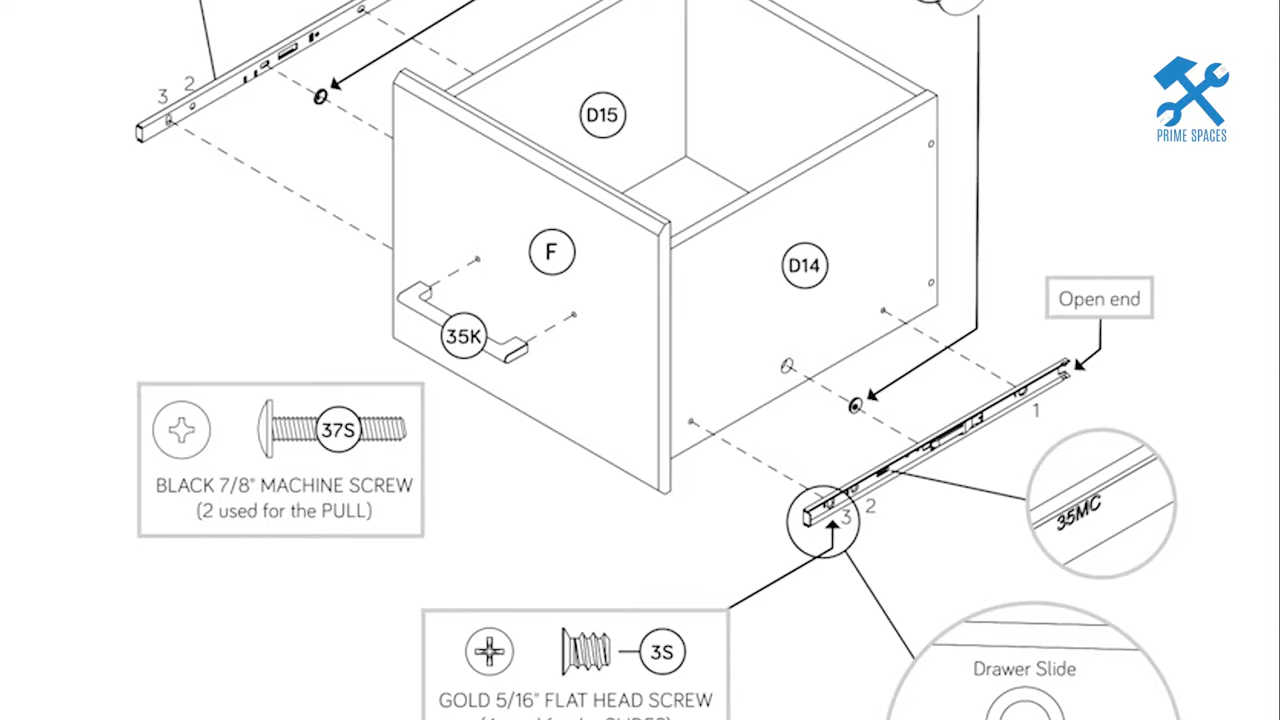 PRIME SPACES
3
2
D15
F
D14
35K
Open end
1
2
3
35MC
37S
BLACK 7/8" MACHINE SCREW
(2 used for the PULL)
3S
GOLD 5/16" FLAT HEAD SCREW
Drawer Slide